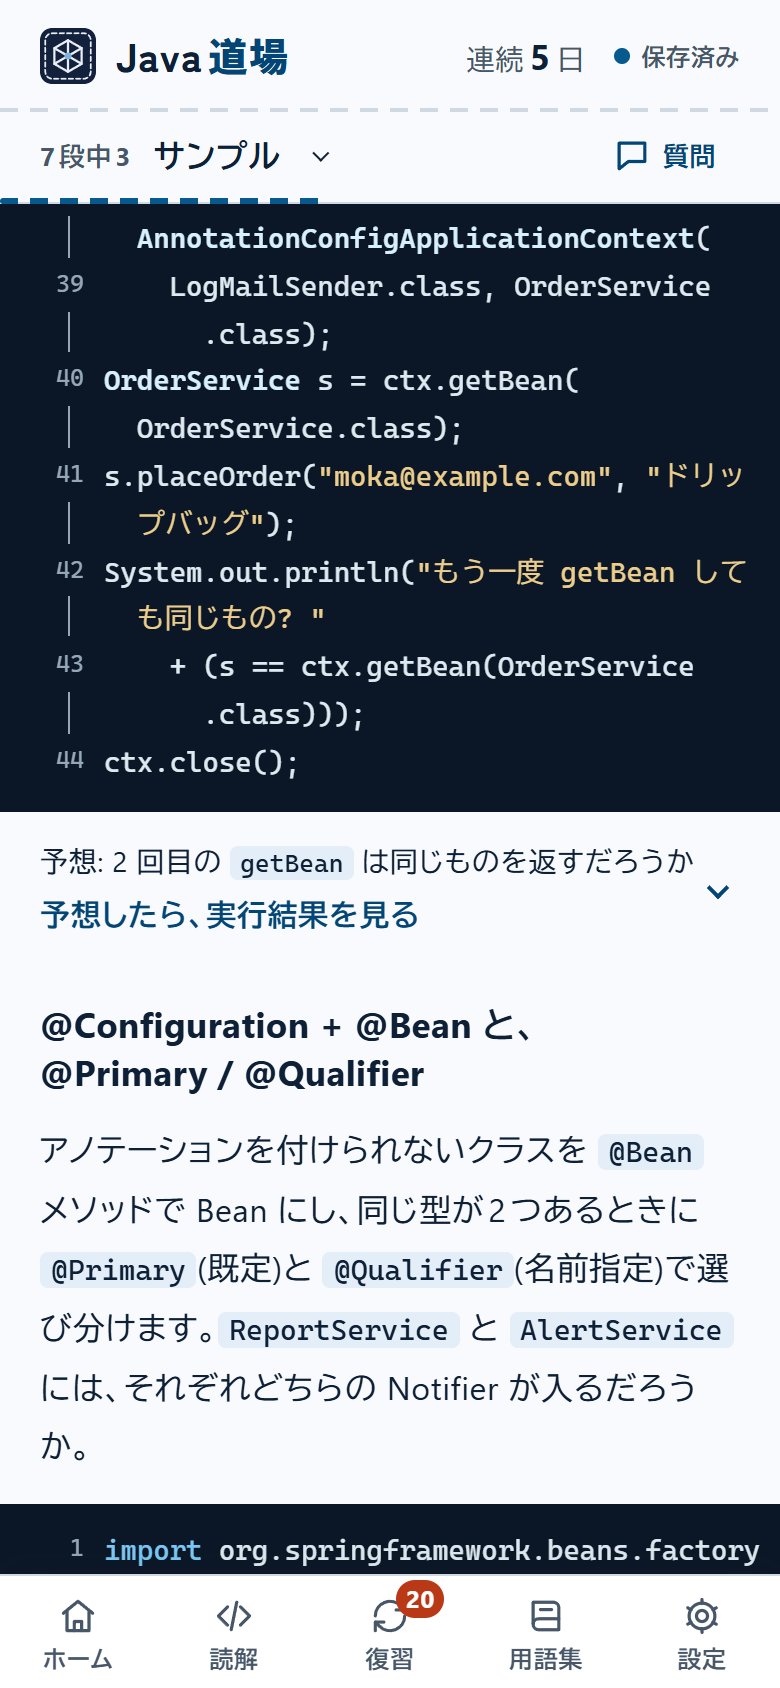 Java道場
連続 5 日
保存済み
7段中3 サンプル
質問
AnnotationConfigApplicationContext(
39 LogMailSender.class, OrderService
.class);
40 OrderService s = ctx.getBean(
OrderService.class);
41 s.placeOrder("moka@example.com", "ドリッ
プバッグ");
42 System.out.println("もう一度 getBean して
も同じもの? "
43 + (s == ctx.getBean(OrderService
.class)));
44 ctx.close();
予想: 2 回目の getBean は同じものを返すだろうか
予想したら、実行結果を見る
@Configuration + @Bean と、
@Primary / @Qualifier
アノテーションを付けられないクラスを @Bean
メソッドで Bean にし、同じ型が2つあるときに
@Primary(既定)と @Qualifier(名前指定)で選
び分けます。ReportService と AlertService
には、それぞれどちらの Notifier が入るだろう
か。
1 import org.springframework.beans.factory
20
ホーム
読解
復習
用語集
設定